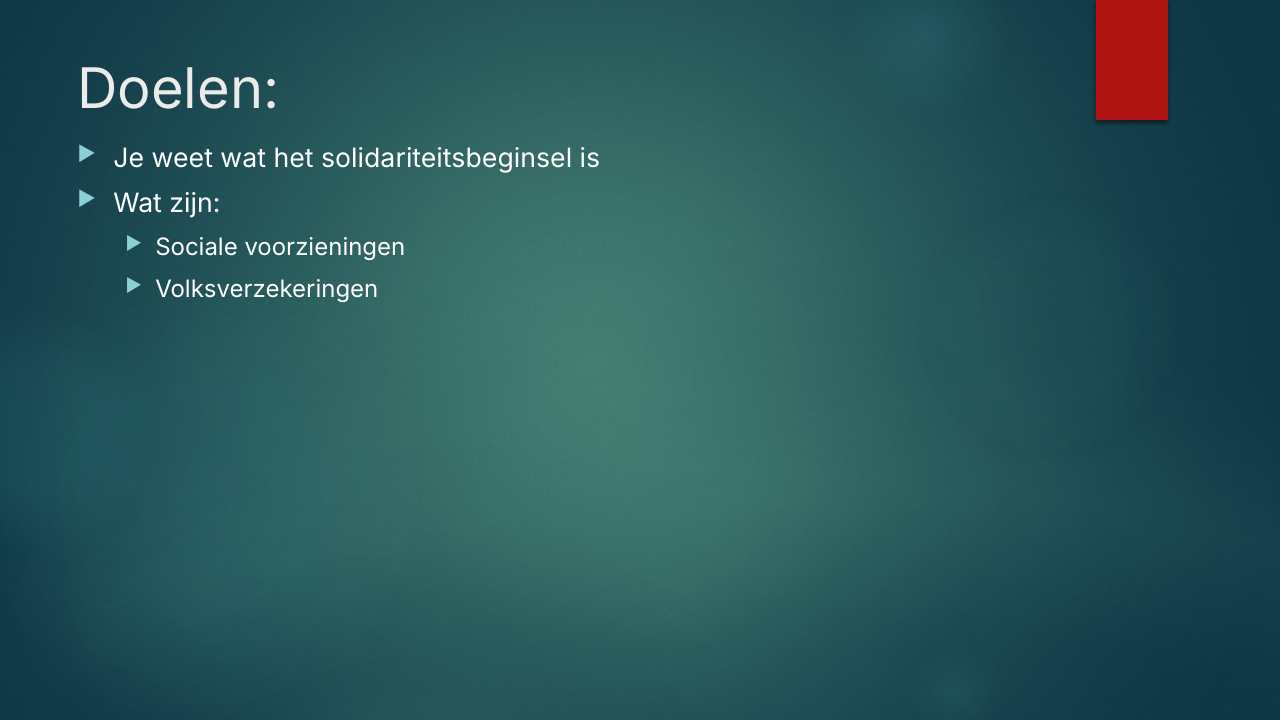 Doelen:
Je weet wat het solidariteitsbeginsel is
Wat zijn:
Sociale voorzieningen
Volksverzekeringen